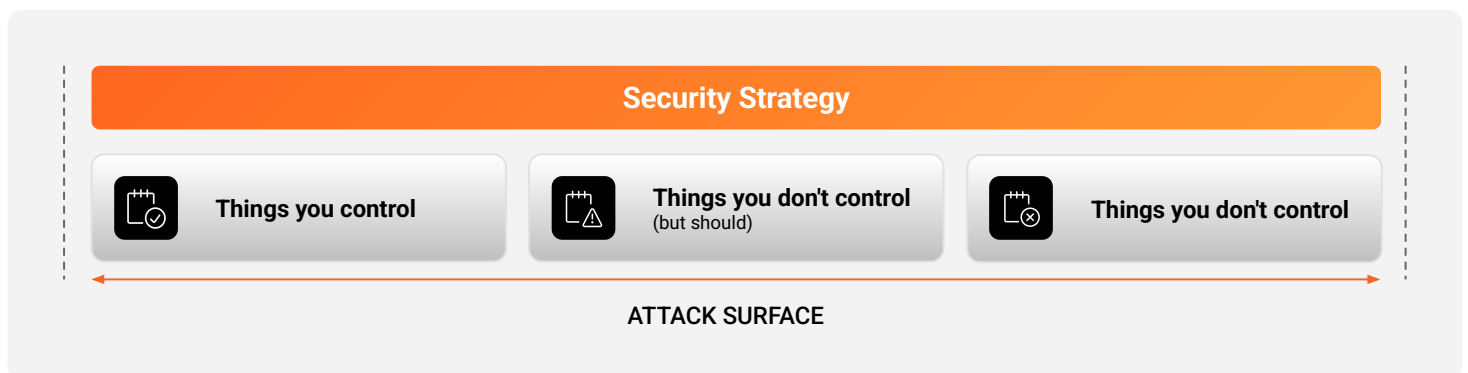 Security Strategy
Things you control
Things you don't control
(but should)
Things you don't control
ATTACK SURFACE